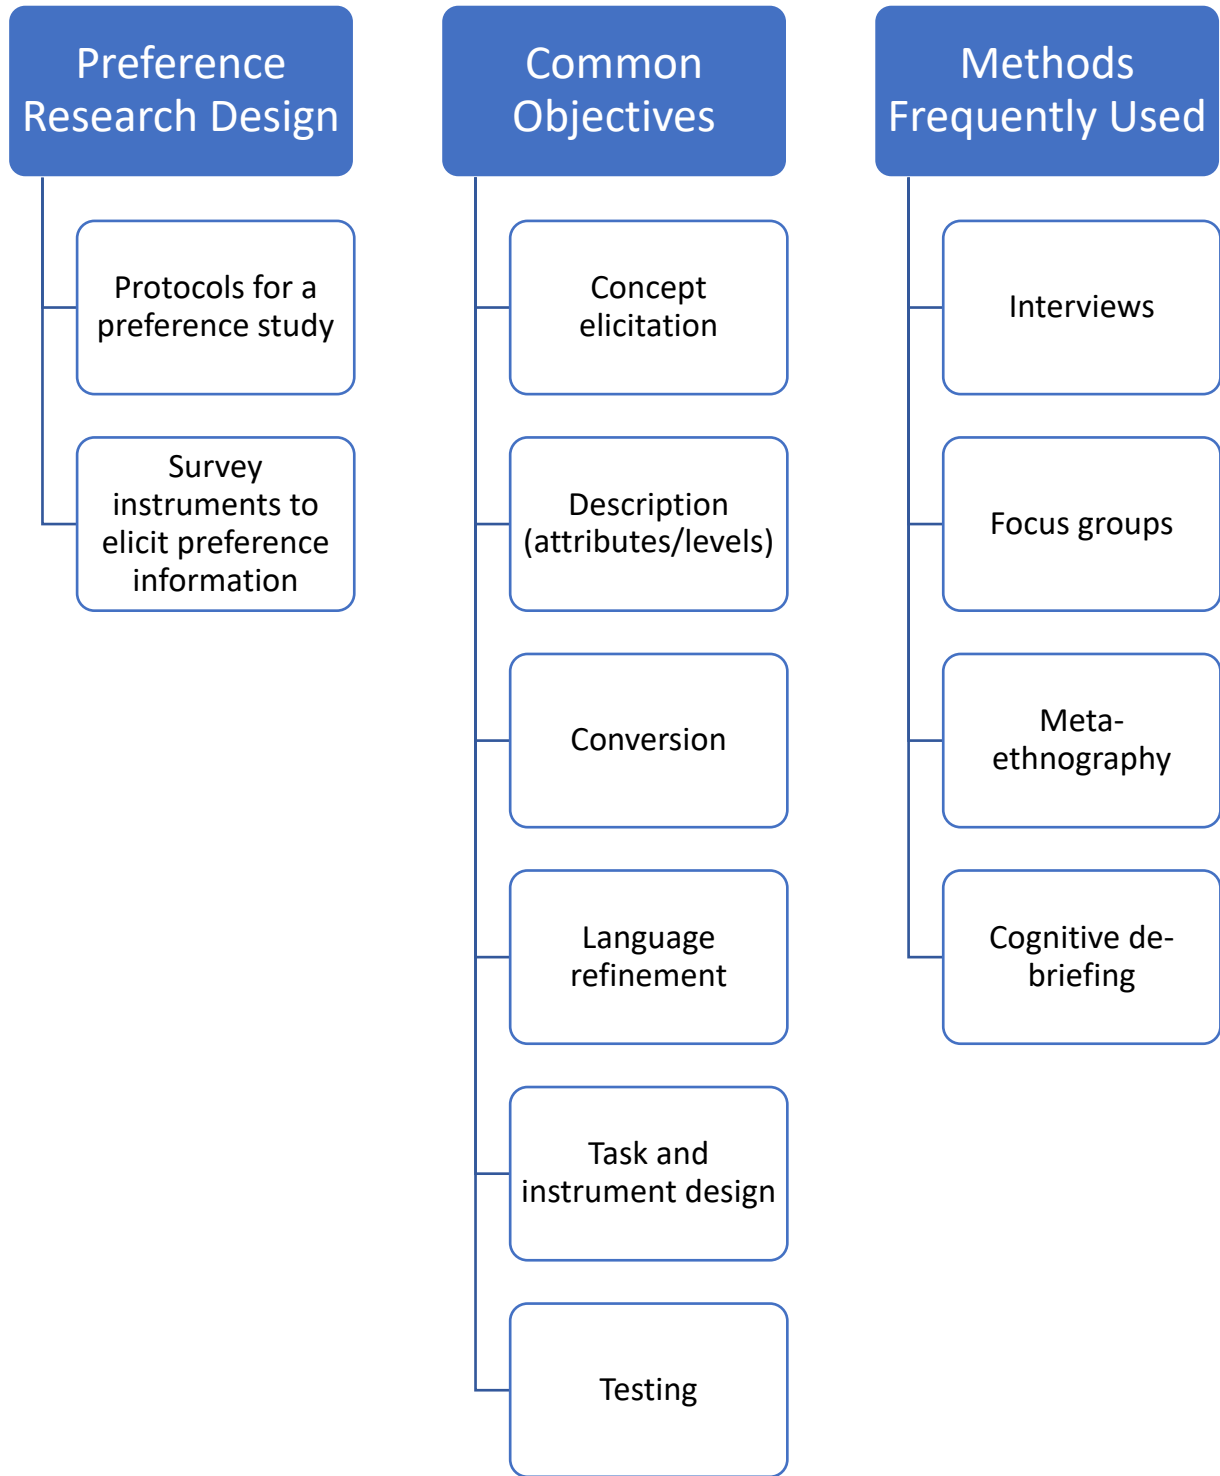 Preference
Research Design
Protocols for a
preference study
Survey
instruments to
elicit preference
information
Common
Objectives
Concept
elicitation
Description
(attributes/levels)
Conversion
Language
refinement
Task and
instrument design
Testing
Methods
Frequently Used
Interviews
Focus groups
Meta-
ethnography
Cognitive de-
briefing